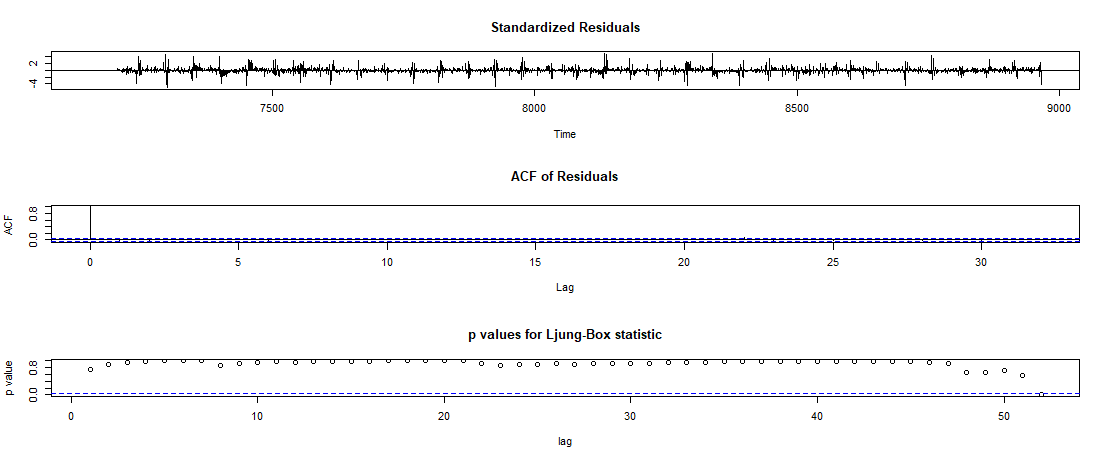 Standardized Residuals
2
-4
7500 8000 8500 9000
Time
ACF of Residuals
ACF
0.8
0.0
0 5 10 15 20 25 30
Lag
p values for Ljung-Box statistic
p value
0.8
0.0
0 10 20 30 40 50
lag